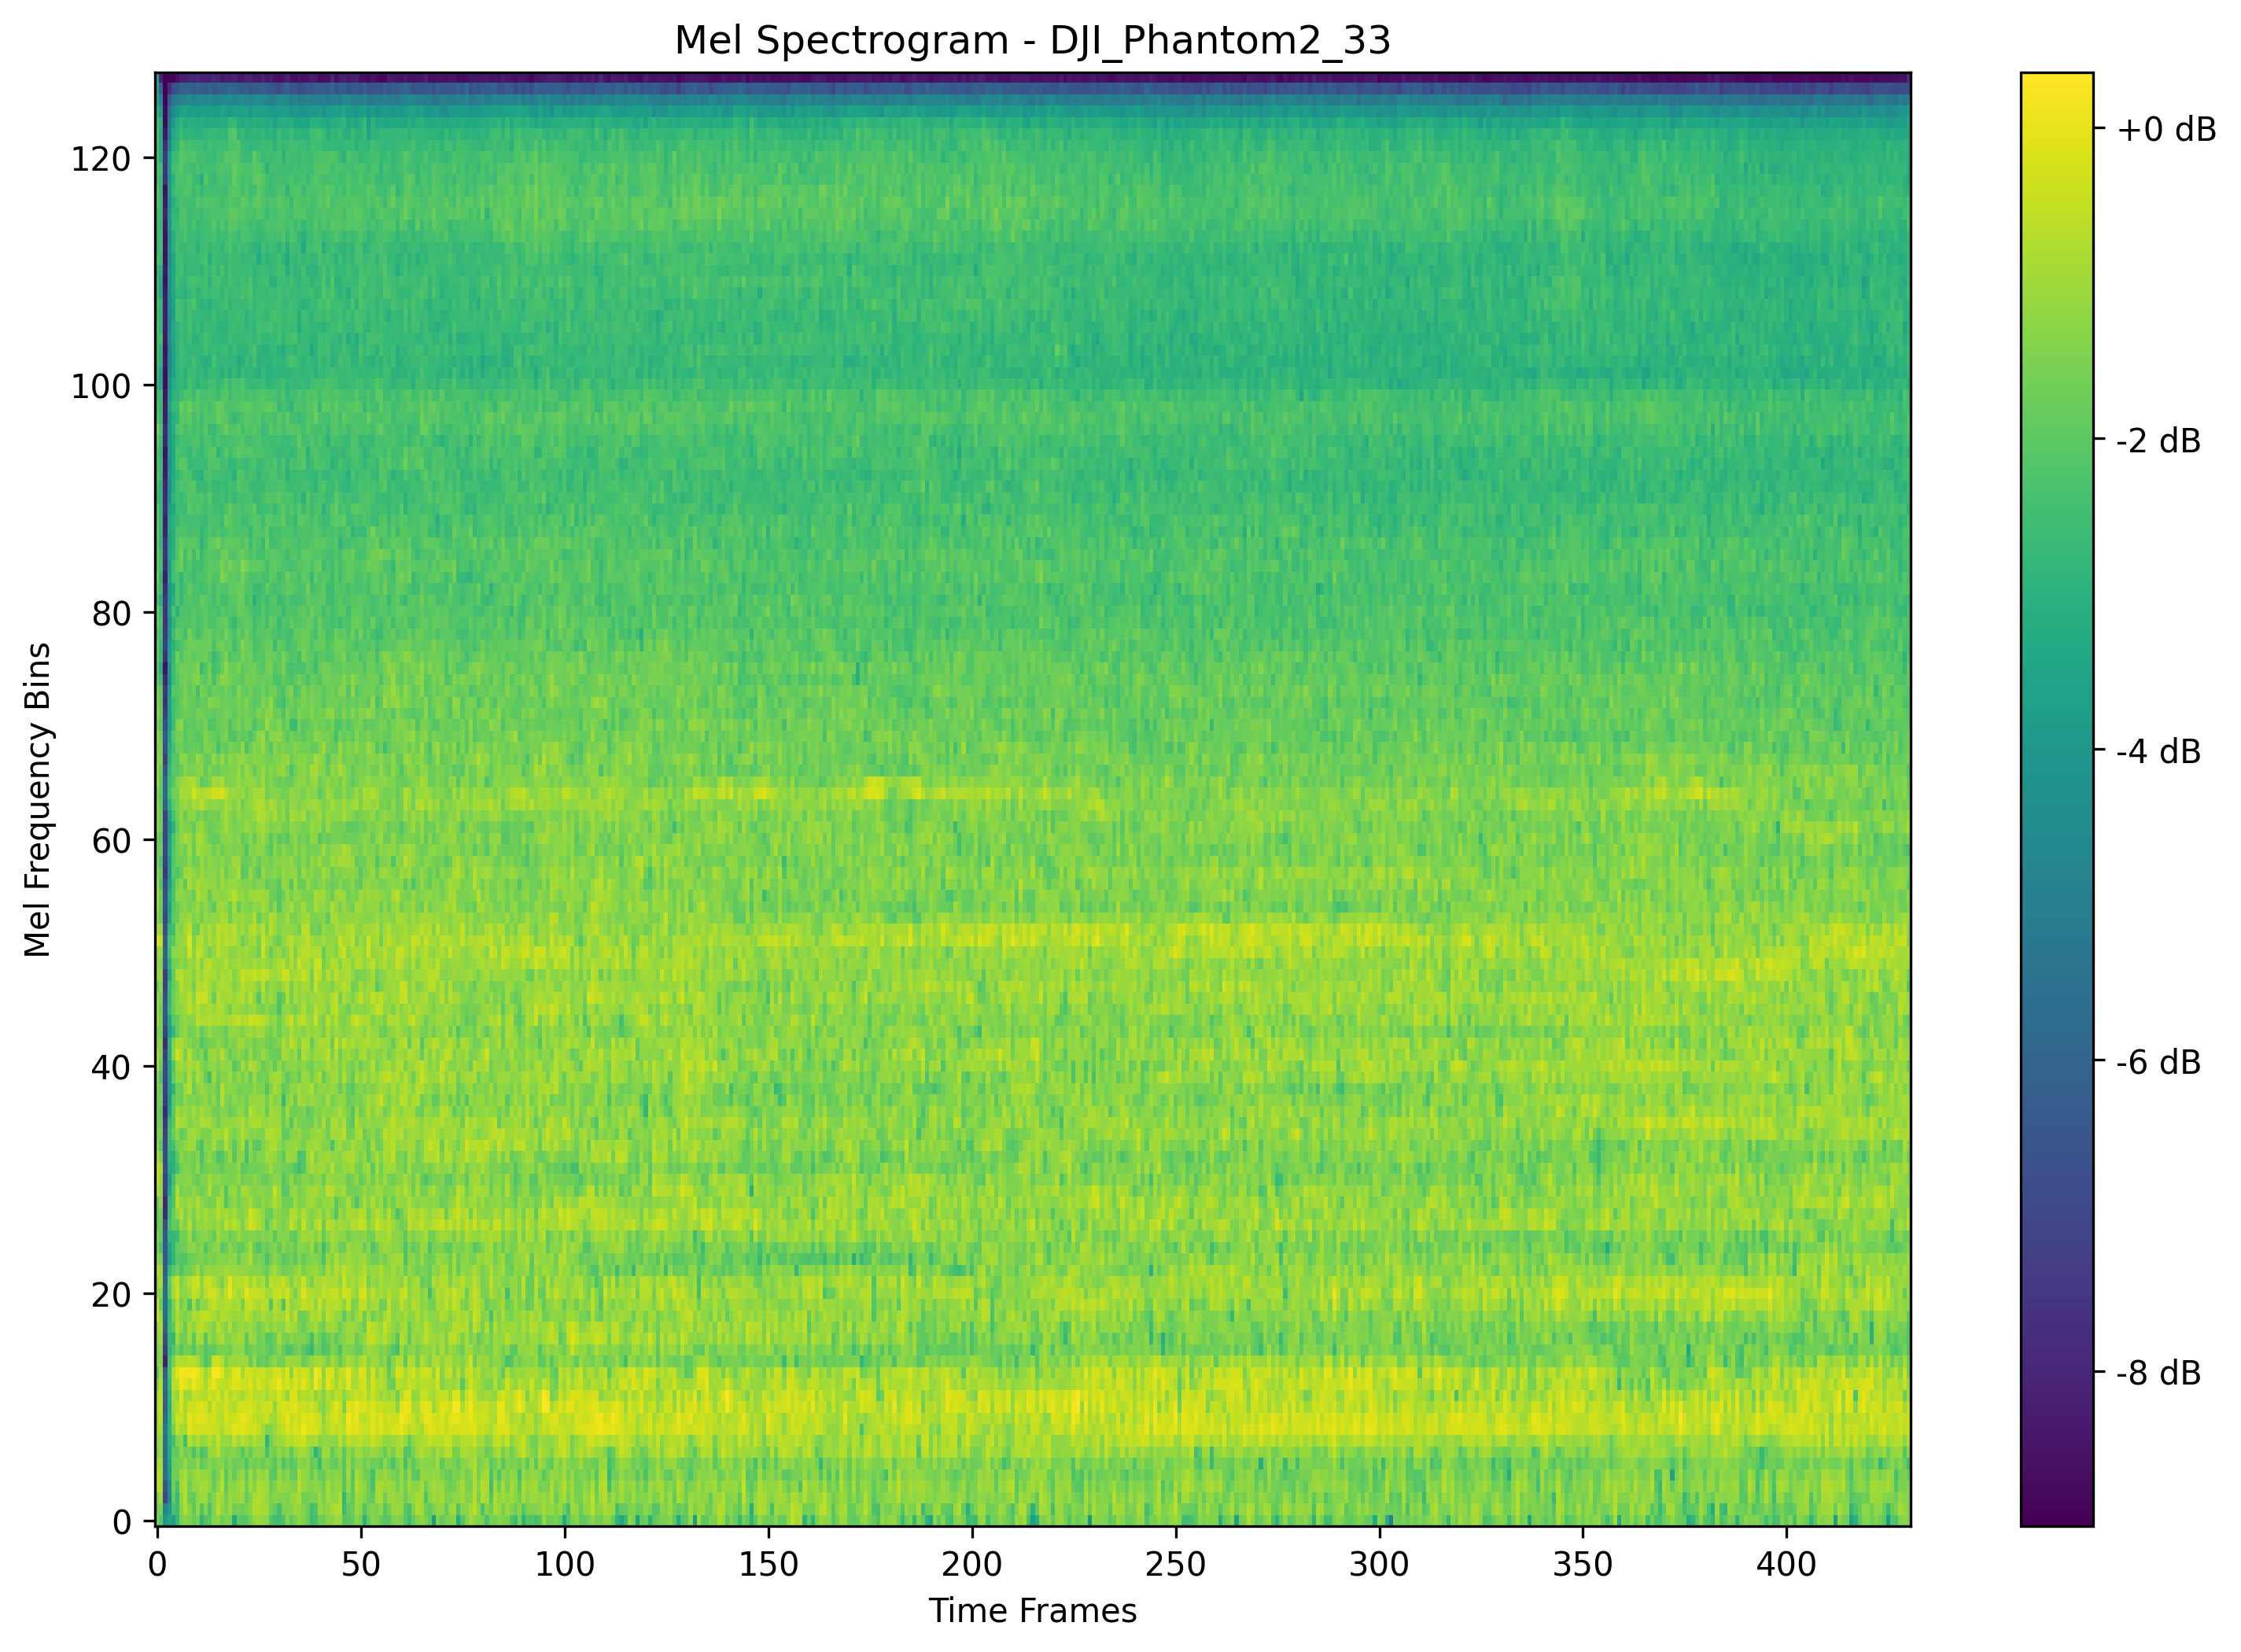 Mel Spectrogram - DJI_Phantom2_33
Mel Frequency Bins
120
100
80
60
40
20
0
0 50 100 150 200 250 300 350 400
Time Frames
+0 dB
-2 dB
-4 dB
-6 dB
-8 dB